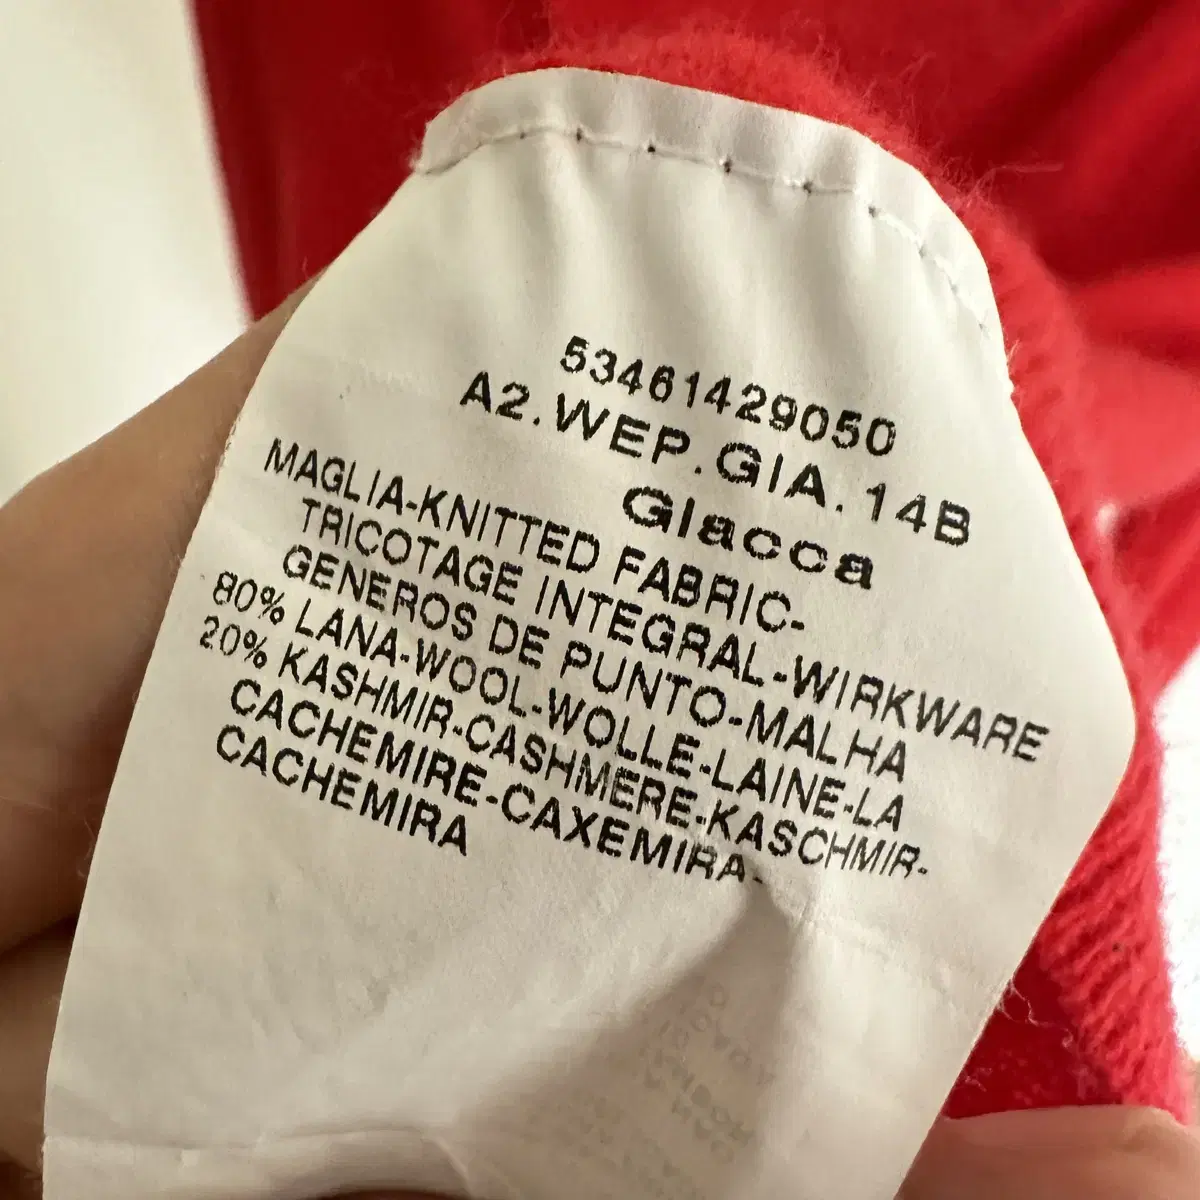 53461429050
A2.WEP.GIA.14B
Giacca
MAGLIA-KNITTED FABRIC-
TRICOTAGE INTEGRAL-WIRKWARE
GENEROS DE PUNTO-MALHA
80% LANA-WOOL-WOLLE-LAINE-LA
20% KASHMIR-CASHMERE-KASCHMIR-
CACHEMIRE-CAXEMIRA-
CACHEMIRA